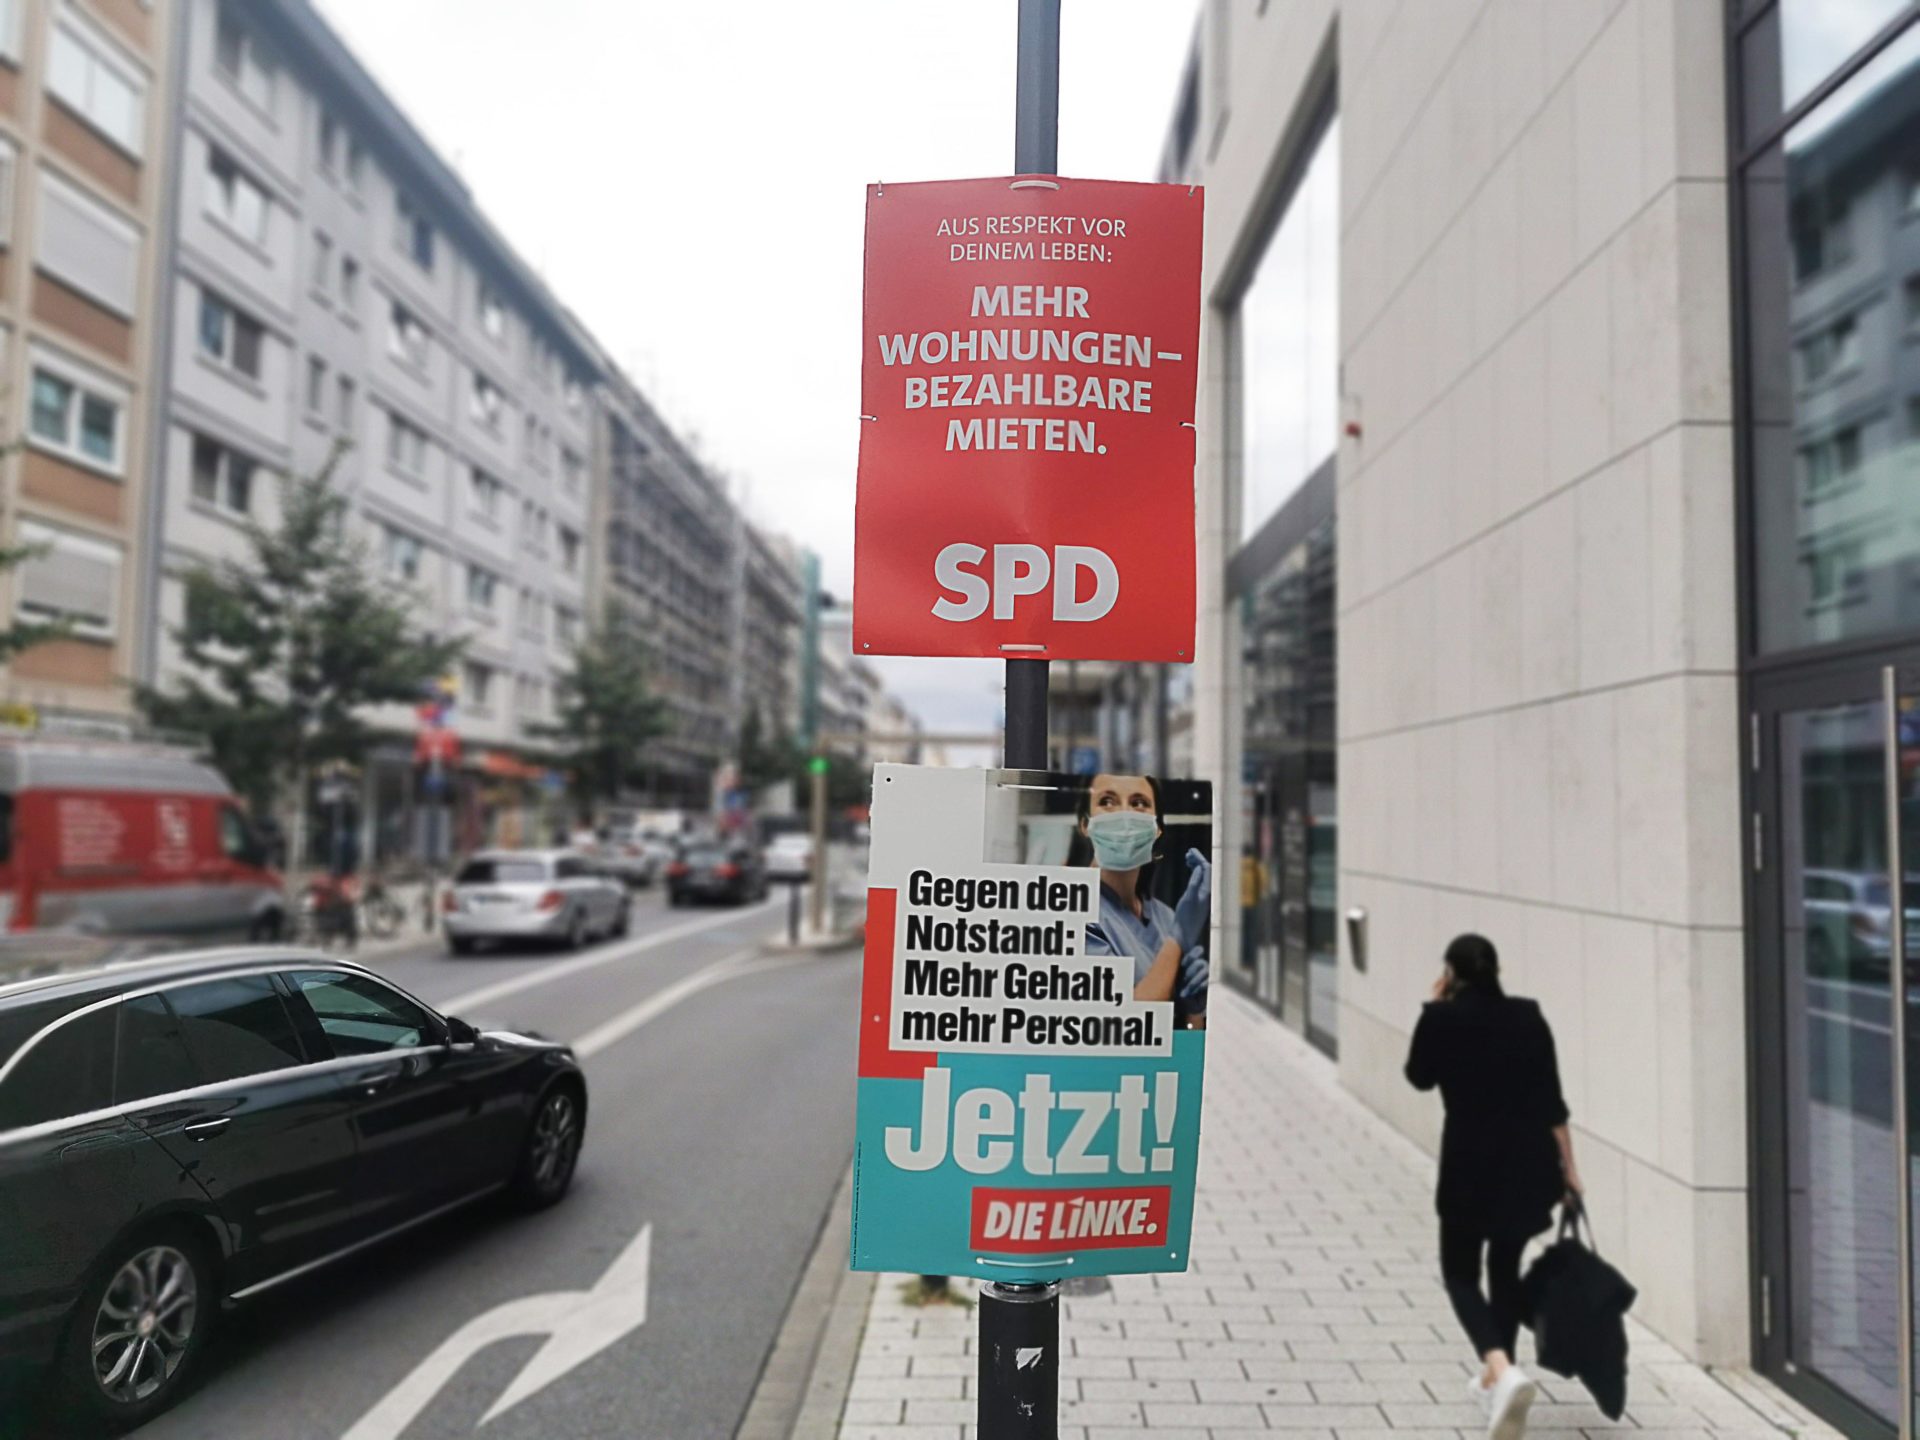 AUS RESPEKT VOR
DEINEM LEBEN:
MEHR
WOHNUNGEN–
BEZAHLBARE
MIETEN.
SPD
Gegen den
Notstand:
Mehr Gehalt,
mehr Personal.
Jetzt!
DIE LINKE.